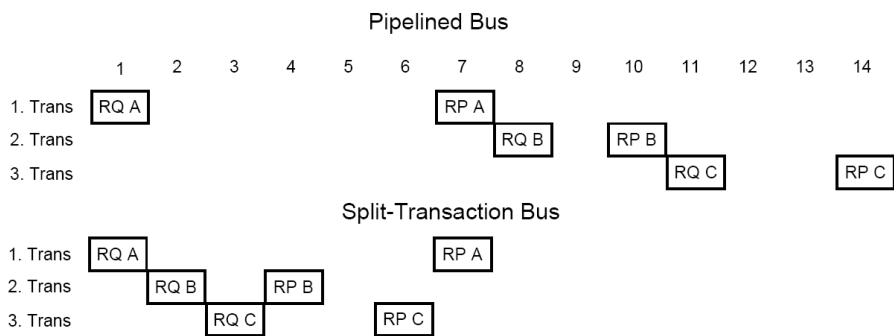 Pipelined Bus
1 2 3 4 5 6 7 8 9 10 11 12 13 14
1. Trans RQ A RP A
2. Trans RQ B RP B
3. Trans RQ C RP C
Split-Transaction Bus
1. Trans RQ A RP A
2. Trans RQ B RP B
3. Trans RQ C RP C